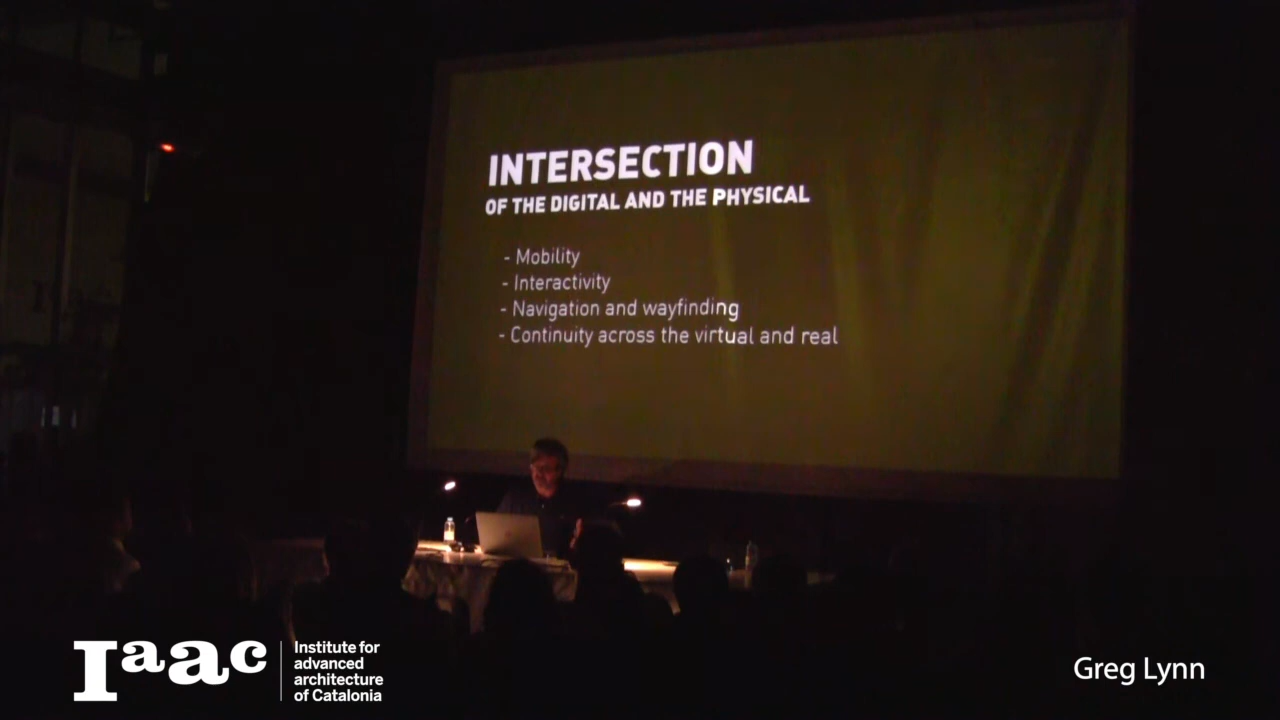 INTERSECTION
OF THE DIGITAL AND THE PHYSICAL
- Mobility
- Interactivity
- Navigation and wayfinding
- Continuity across the virtual and real
Iaac
Institute for
advanced
architecture
of Catalonia
Greg Lynn